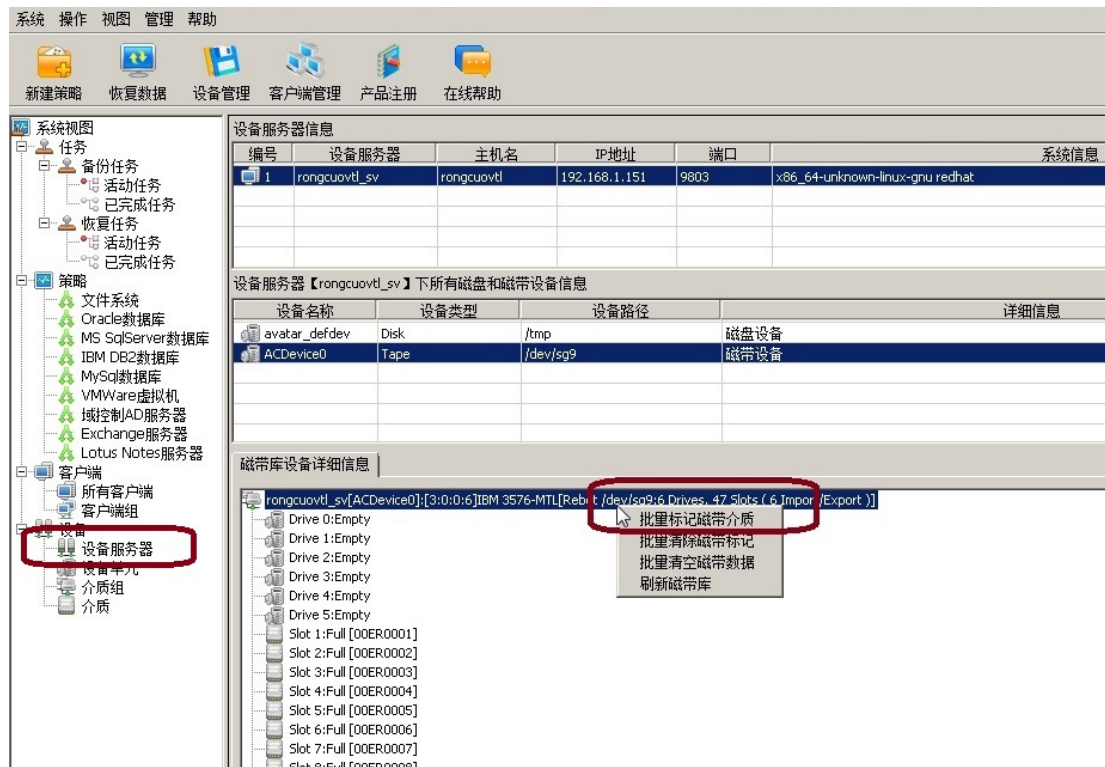 系统 操作 视图 管理 帮助
新建策略 恢复数据 设备管理 客户端管理 产品注册 在线帮助
系统视图
任务
备份任务
活动任务
已完成任务
恢复任务
活动任务
已完成任务
策略
文件系统
Oracle数据库
MS SqlServer数据库
IBM DB2数据库
MySql数据库
VMWare虚拟机
域控制AD服务器
Exchange服务器
Lotus Notes服务器
客户端
所有客户端
客户端组
设备
设备服务器
设备单元
介质组
介质
设备服务器信息
编号 设备服务器 主机名 IP地址 端口 系统信息
1 rongcuovtl_sv rongcuovtl 192.168.1.151 9803 x86_64-unknown-linux-gnu redhat
设备服务器【rongcuovtl_sv】下所有磁盘和磁带设备信息
设备名称 设备类型 设备路径 详细信息
avatar_defdev Disk /tmp 磁盘设备
ACDevice0 Tape /dev/sg9 磁带设备
磁带库设备详细信息
rongcuovtl_sv[ACDevice0]:[3:0:0:6]IBM 3576-MTL[Rebot /dev/sg9:6 Drives, 47 Slots ( 6 Import/Export )]
Drive 0:Empty
Drive 1:Empty
Drive 2:Empty
Drive 3:Empty
Drive 4:Empty
Drive 5:Empty
Slot 1:Full [00ER0001]
Slot 2:Full [00ER0002]
Slot 3:Full [00ER0003]
Slot 4:Full [00ER0004]
Slot 5:Full [00ER0005]
Slot 6:Full [00ER0006]
Slot 7:Full [00ER0007]
Slot 8:Full [00ER0008]
批量标记磁带介质
批量清除磁带标记
批量清空磁带数据
刷新磁带库